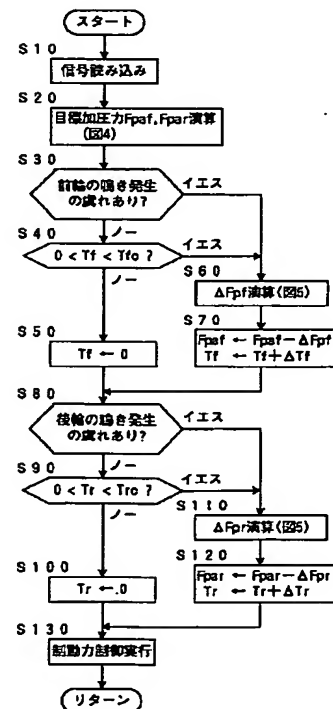 スタート
S10
信号読み込み
S20
目標加圧力Fpaf,Fpar演算
(図4)
S30
前輪の鳴き発生
の虞れあり?
イエス
ノー
S40
0 < Tf < Tfc ?
イエス
ノー
S60
ΔFpf演算(図5)
S70
Fpaf ← Fpaf−ΔFpf
Tf ← Tf+ΔTf
S50
Tf ← 0
S80
後輪の鳴き発生
の虞れあり?
イエス
ノー
S90
0 < Tr < Trc ?
イエス
ノー
S110
ΔFpr演算(図5)
S120
Fpar ← Fpar−ΔFpr
Tr ← Tr+ΔTr
S100
Tr ← .0
S130
制動力制御実行
リターン